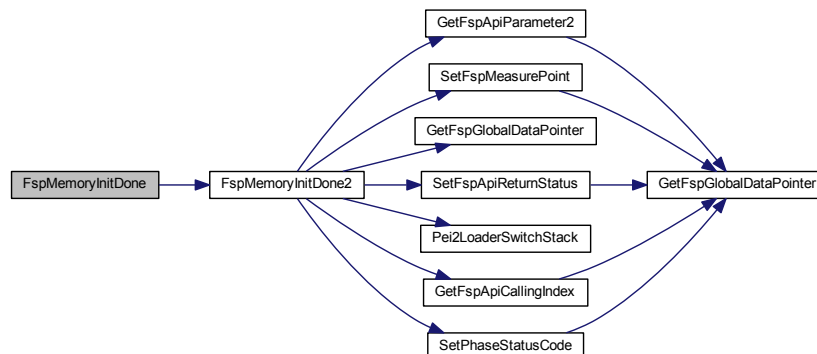 GetFspApiParameter2
SetFspMeasurePoint
GetFspGlobalDataPointer
FspMemoryInitDone
FspMemoryInitDone2
SetFspApiReturnStatus
GetFspGlobalDataPointer
Pei2LoaderSwitchStack
GetFspApiCallingIndex
SetPhaseStatusCode